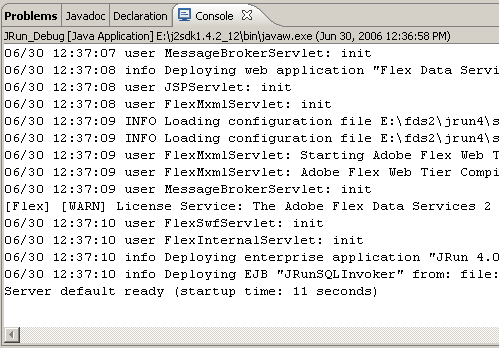 Problems Javadoc Declaration Console
JRun_Debug [Java Application] E:\j2sdk1.4.2_12\bin\javaw.exe (Jun 30, 2006 12:36:58 PM)
06/30 12:37:07 user MessageBrokerServlet: init
06/30 12:37:08 info Deploying web application "Flex Data Servi
06/30 12:37:08 user JSPServlet: init
06/30 12:37:08 user FlexMxmlServlet: init
06/30 12:37:09 INFO Loading configuration file E:\fds2\jrun4\s
06/30 12:37:09 INFO Loading configuration file E:\fds2\jrun4\s
06/30 12:37:09 user FlexMxmlServlet: Starting Adobe Flex Web T
06/30 12:37:09 user FlexMxmlServlet: Adobe Flex Web Tier Compi
06/30 12:37:09 user MessageBrokerServlet: init
[Flex] [WARN] License Service: The Adobe Flex Data Services 2
06/30 12:37:10 user FlexSwfServlet: init
06/30 12:37:10 user FlexInternalServlet: init
06/30 12:37:10 info Deploying enterprise application "JRun 4.0
06/30 12:37:10 info Deploying EJB "JRunSQLInvoker" from: file:
Server default ready (startup time: 11 seconds)